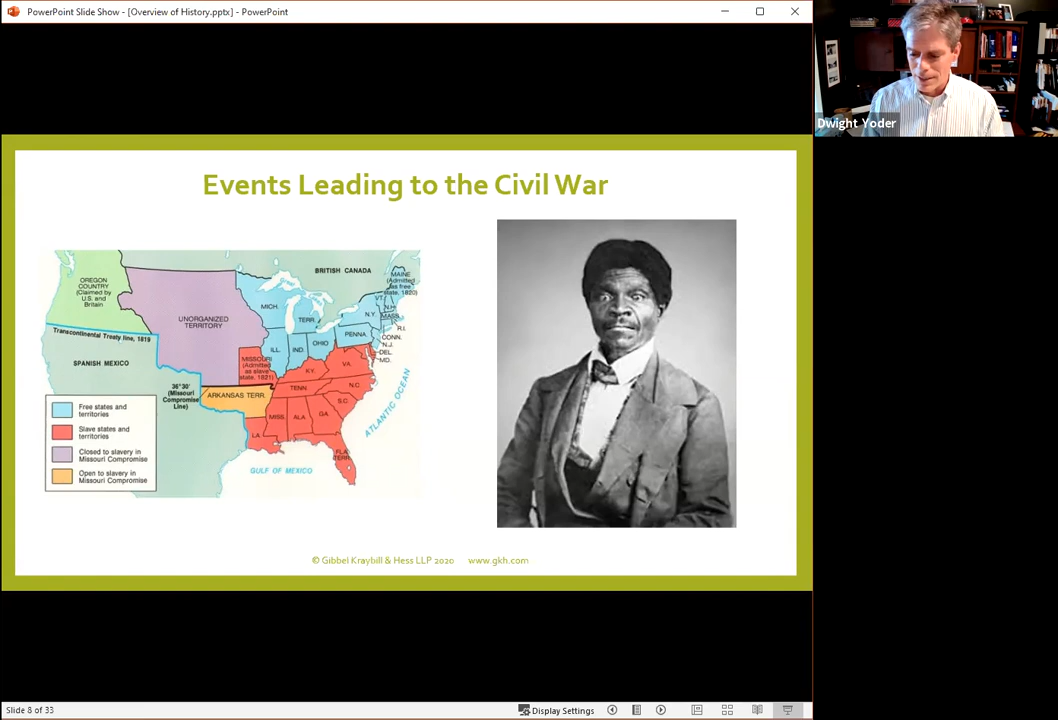 PowerPoint Slide Show - [Overview of History.pptx] - PowerPoint
Dwight Yoder
Events Leading to the Civil War
BRITISH CANADA
MAINE
(Admitted
as free
state, 1820)
OREGON
COUNTRY
(Claimed by
U.S. and
Britain)
UNORGANIZED
TERRITORY
MICH.
TERR.
VT.
N.H.
N.Y.
MASS.
R.I.
CONN.
N.J.
PENNA.
DEL.
MD.
Transcontinental Treaty line, 1819
SPANISH MEXICO
ILL.
IND.
OHIO
MISSOURI
(Admitted
as slave
state, 1821)
VA.
KY.
36°30'
(Missouri
Compromise
Line)
ARKANSAS TERR.
TENN.
N.C.
S.C.
MISS.
ALA.
GA.
LA.
FLA.
TERR.
ATLANTIC OCEAN
GULF OF MEXICO
Free states and
territories
Slave states and
territories
Closed to slavery in
Missouri Compromise
Open to slavery in
Missouri Compromise
© Gibbel Kraybill & Hess LLP 2020 www.gkh.com
Slide 8 of 33
Display Settings